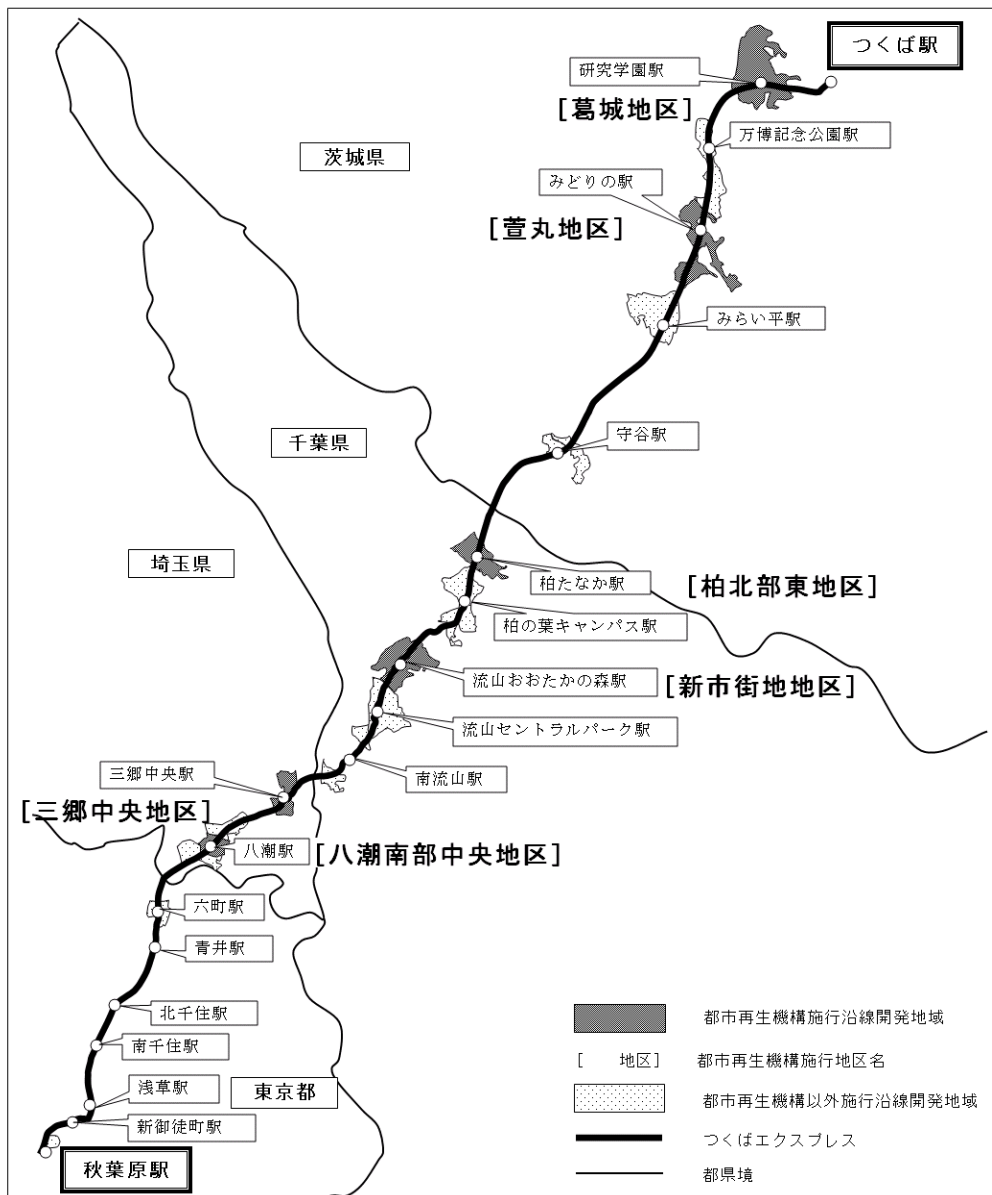 つくば駅
研究学園駅
[葛城地区]
万博記念公園駅
茨城県
みどりの駅
[萱丸地区]
みらい平駅
守谷駅
千葉県
埼玉県
柏たなか駅
[柏北部東地区]
柏の葉キャンパス駅
流山おおたかの森駅
[新市街地地区]
流山セントラルパーク駅
南流山駅
三郷中央駅
[三郷中央地区]
八潮駅
[八潮南部中央地区]
六町駅
青井駅
北千住駅
南千住駅
浅草駅
東京都
新御徒町駅
秋葉原駅
都市再生機構施行沿線開発地域
[　地区]　都市再生機構施行地区名
都市再生機構以外施行沿線開発地域
つくばエクスプレス
都県境